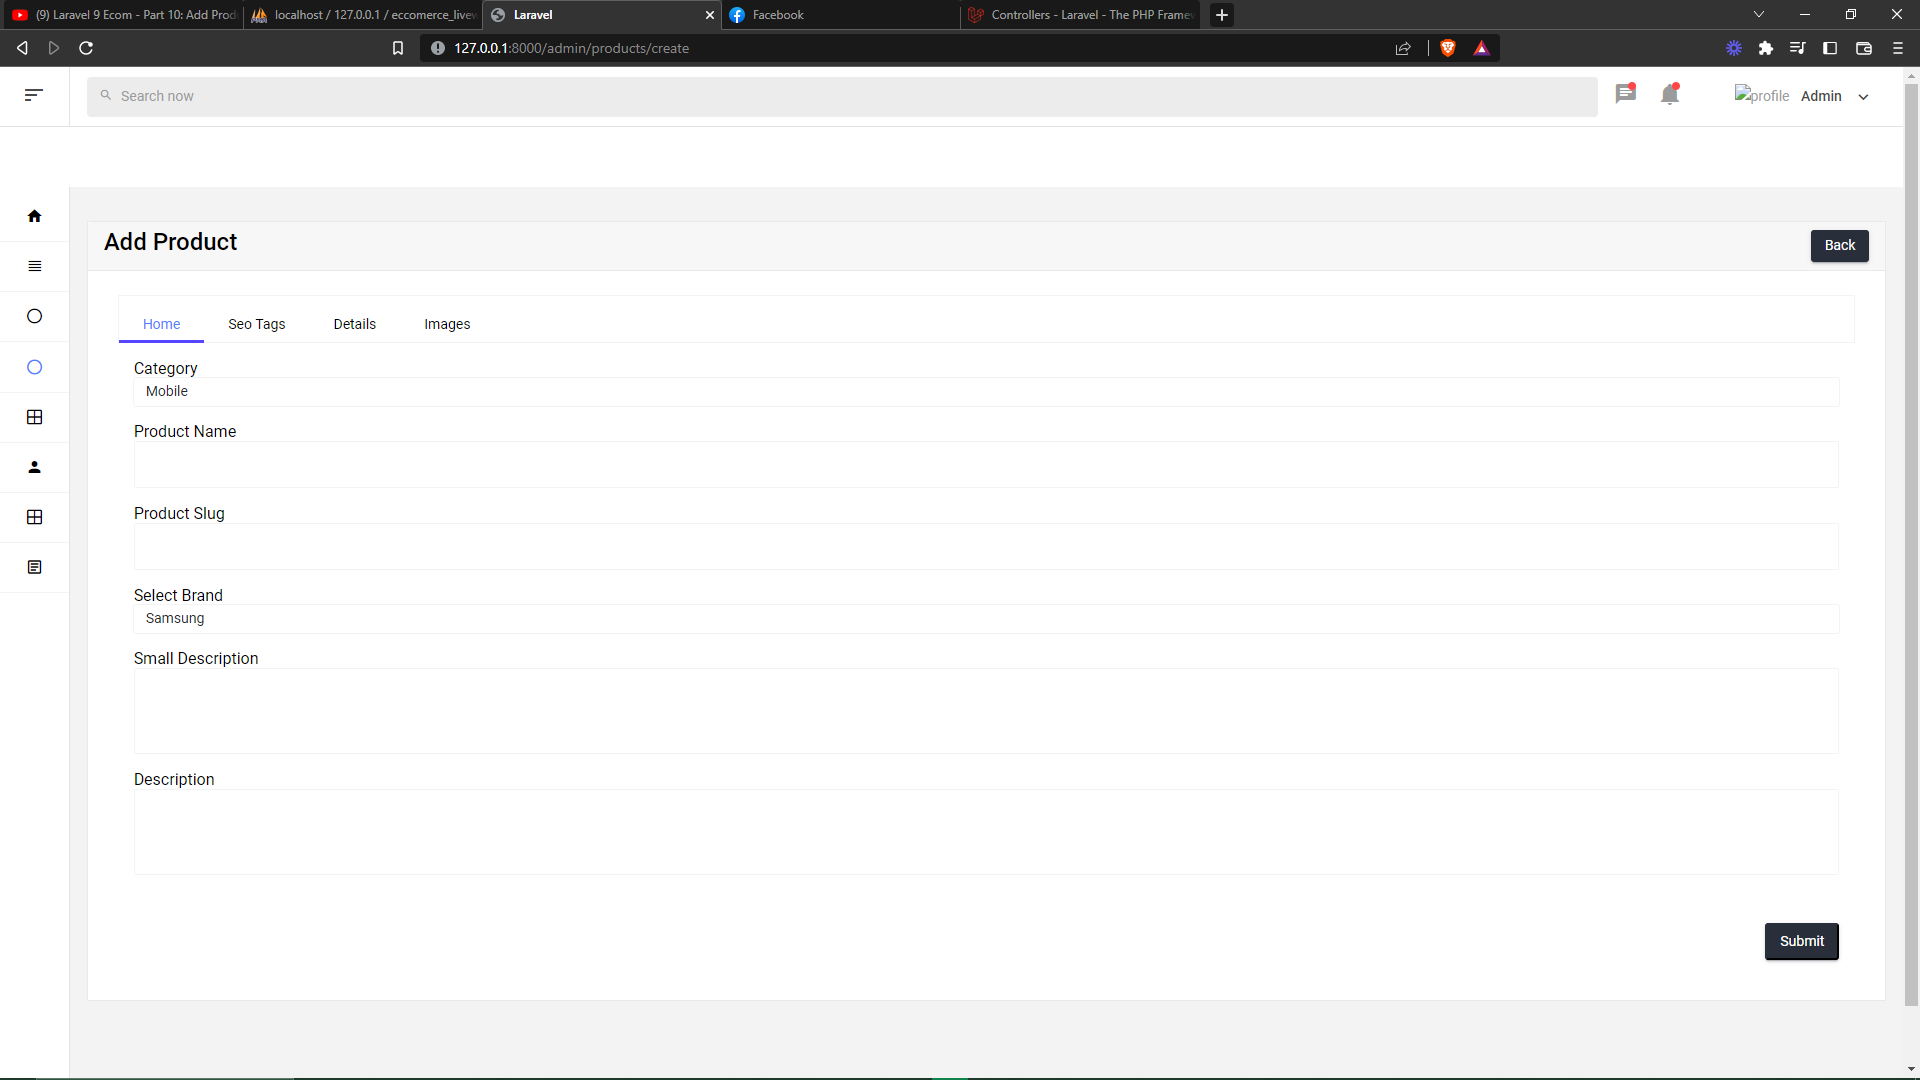 (9) Laravel 9 Ecom - Part 10: Add Prod
localhost / 127.0.0.1 / eccomerce_livew
Laravel
Facebook
Controllers - Laravel - The PHP Framew
127.0.0.1:8000/admin/products/create
Search now
profile
Admin
Add Product
Back
Home
Seo Tags
Details
Images
Category
Mobile
Product Name
Product Slug
Select Brand
Samsung
Small Description
Description
Submit